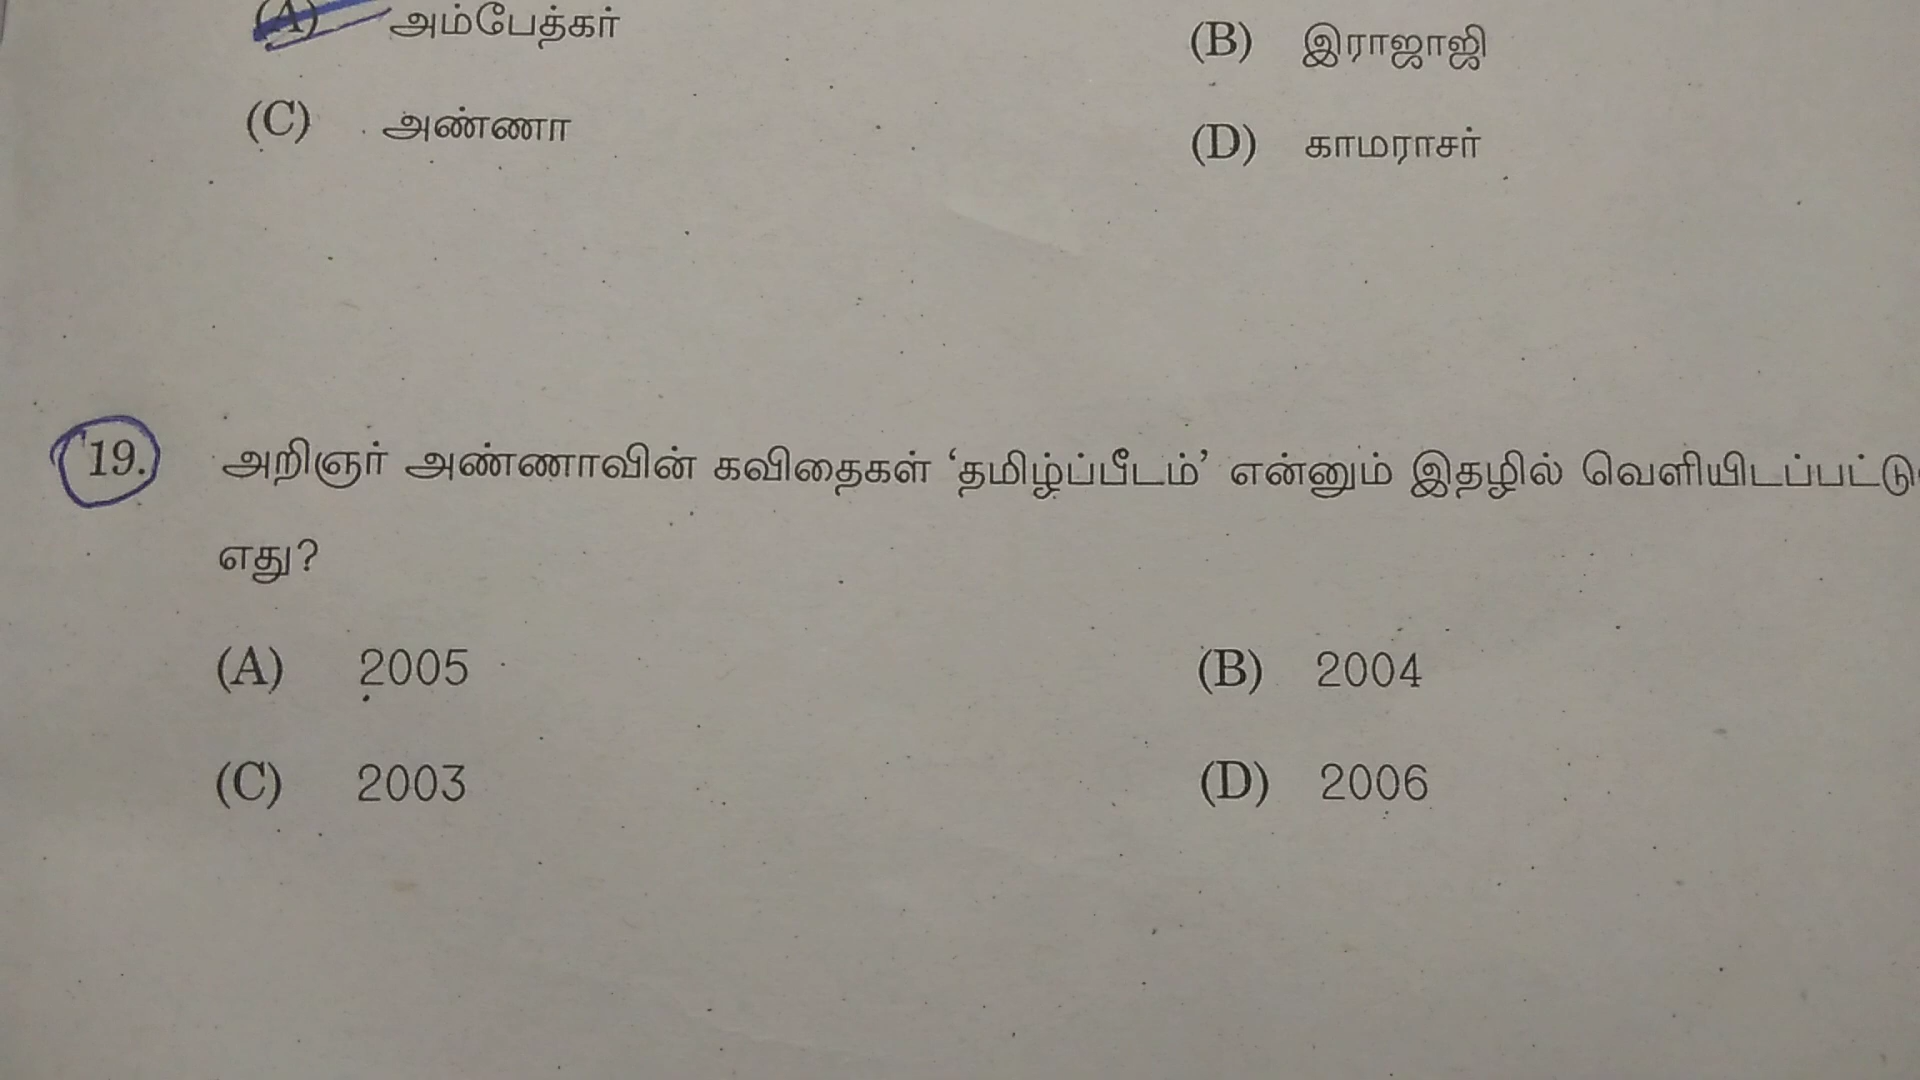 (A) அம்பேத்கர் (B) இராஜாஜி
(C) அண்ணா (D) காமராசர்
19. அறிஞர் அண்ணாவின் கவிதைகள் ‘தமிழ்ப்பீடம்’ என்னும் இதழில் வெளியிடப்பட்டு
எது?
(A) 2005 (B) 2004
(C) 2003 (D) 2006